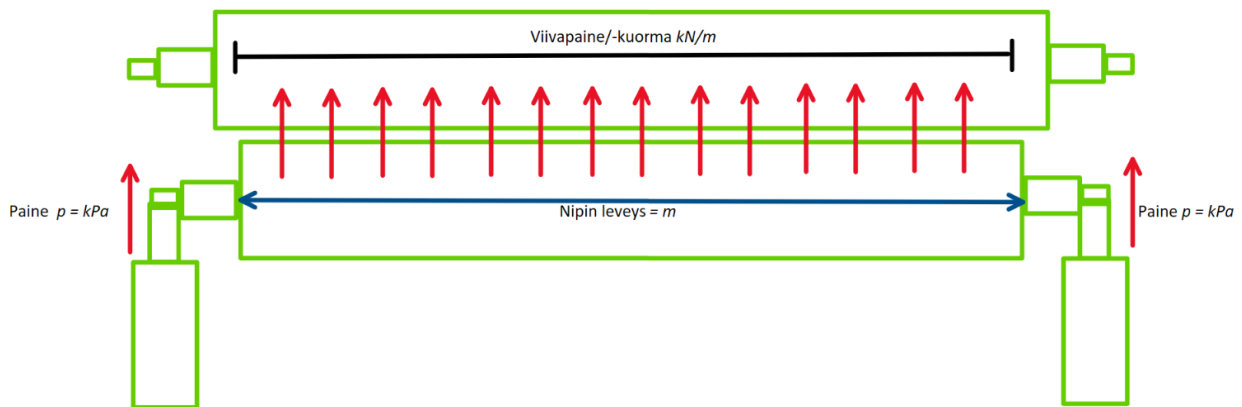 Viivapaine/-kuorma kN/m
Paine p = kPa
Nipin leveys = m
Paine p = kPa